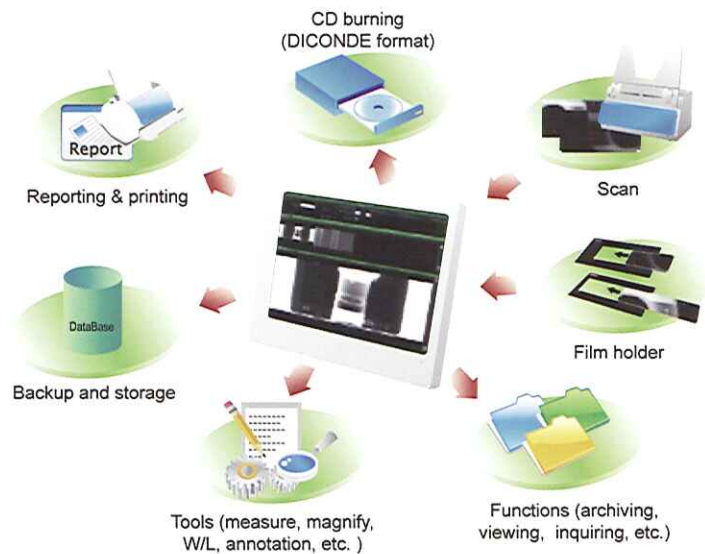 CD burning
(DICONDE format)
Report
Reporting & printing
Scan
DataBase
Backup and storage
Film holder
Tools (measure, magnify,
W/L, annotation, etc. )
Functions (archiving,
viewing, inquiring, etc.)